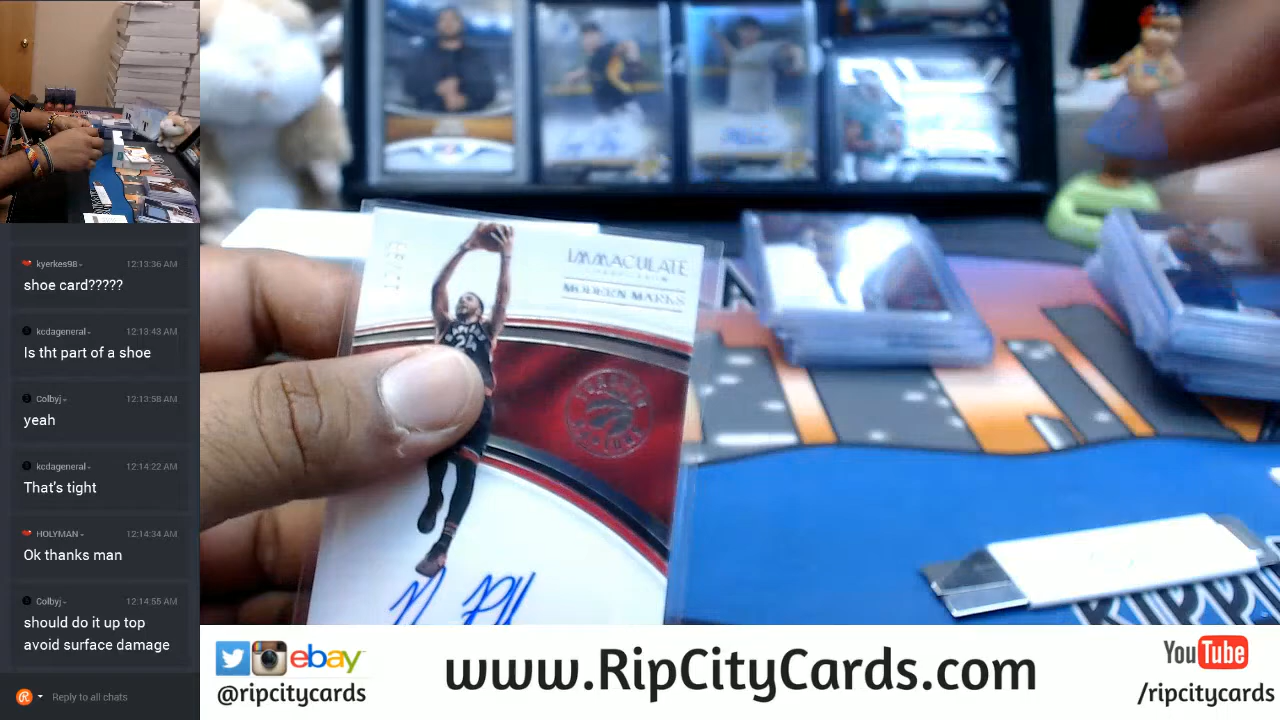 kyerkes98
12:13:36 AM
shoe card?????
kcdageneral
12:13:43 AM
Is tht part of a shoe
Colbyj
12:13:58 AM
yeah
kcdageneral
12:14:22 AM
That's tight
HOLYMAN
12:14:34 AM
Ok thanks man
Colbyj
12:14:55 AM
should do it up top
avoid surface damage
Reply to all chats
IMMACULATE
COLLECTION
MODERN MARKS
24
ebay
@ripcitycards
www.RipCityCards.com
YouTube
/ripcitycards